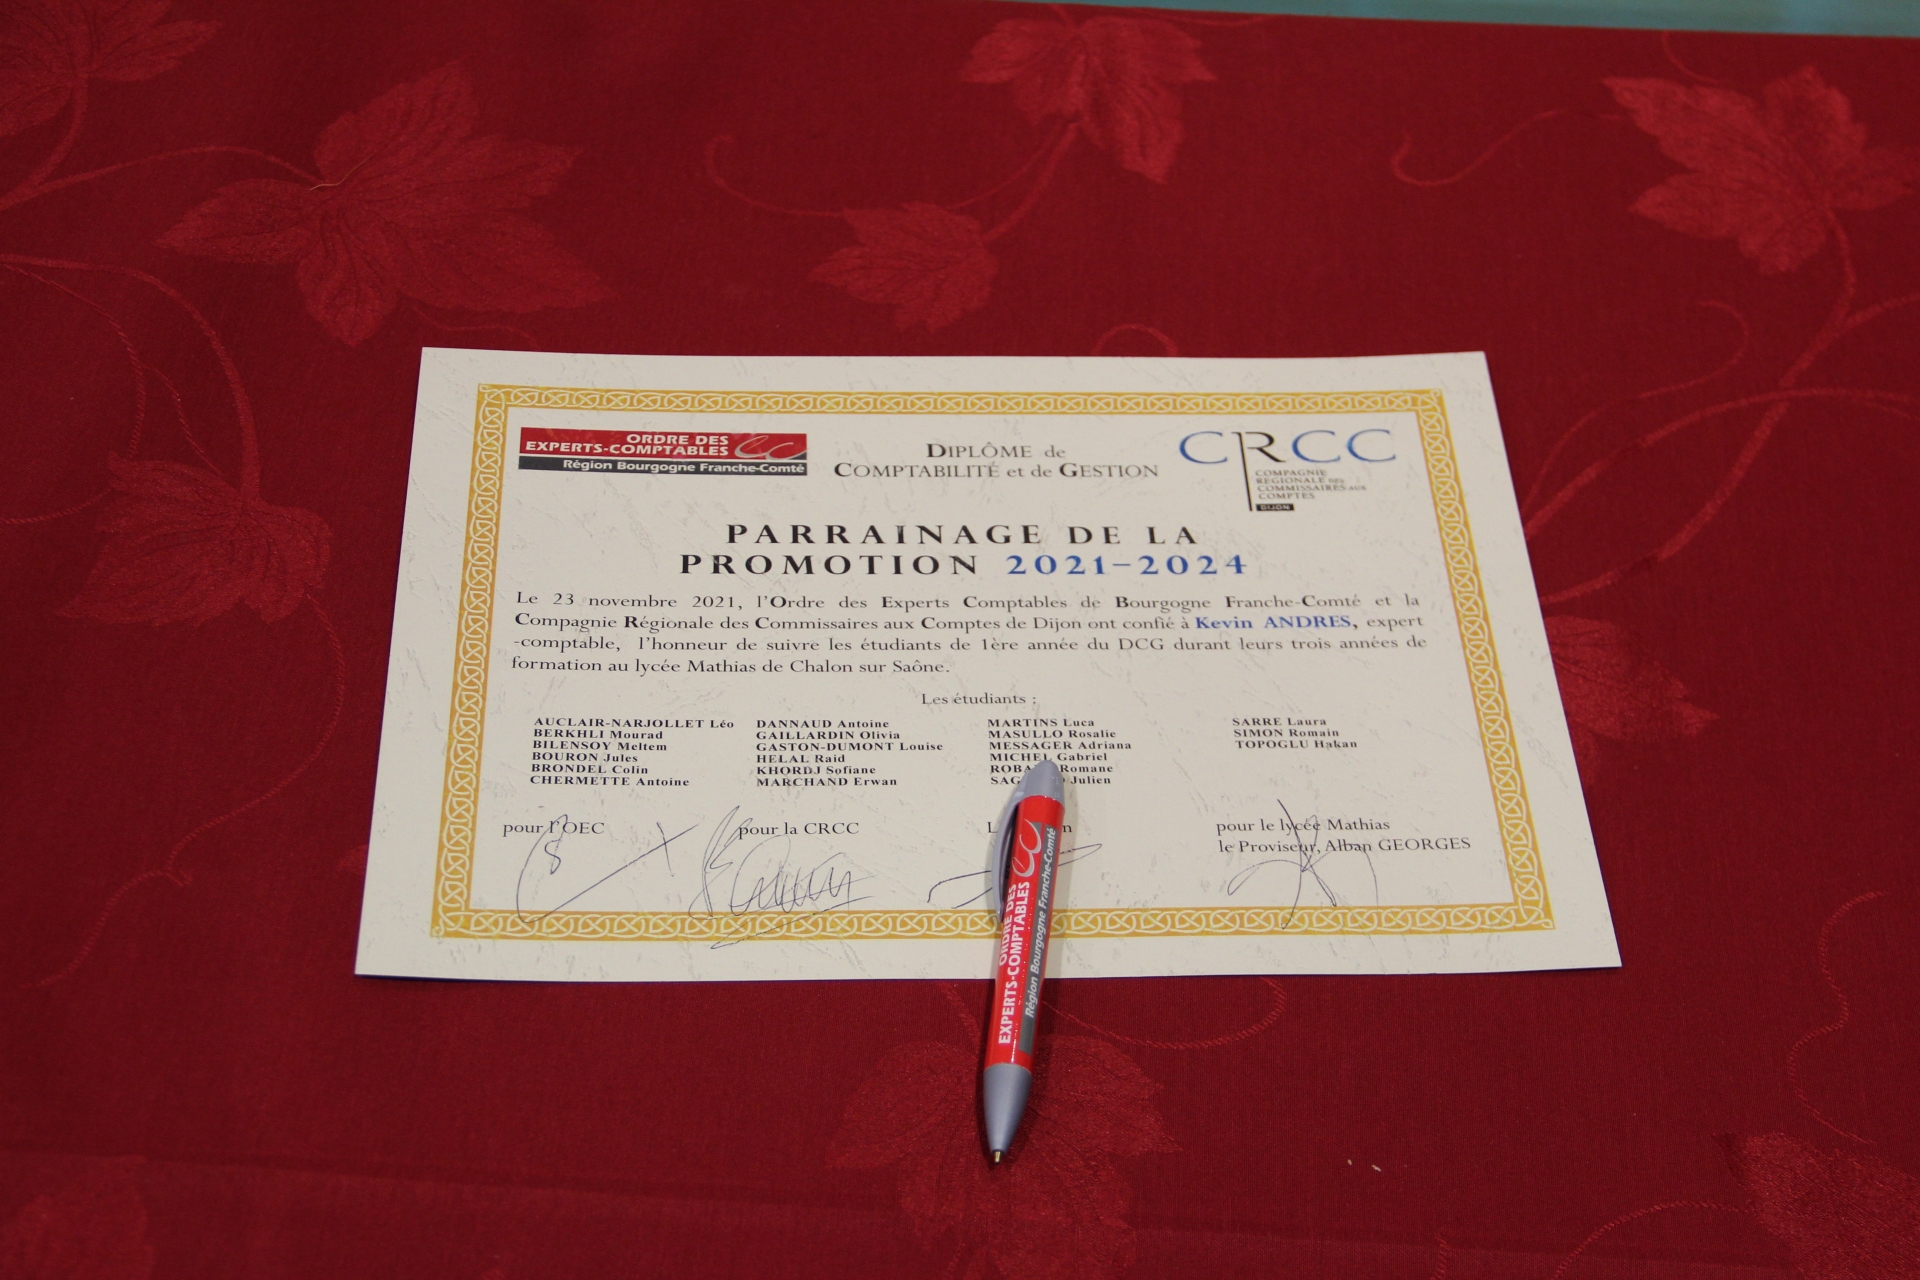 ORDRE DES
EXPERTS-COMPTABLES
Région Bourgogne Franche-Comté
DIPLÔME de
COMPTABILITÉ et de GESTION
CRCC
COMPAGNIE
RÉGIONALE DES
COMMISSAIRES AUX
COMPTES
DIJON
PARRAINAGE DE LA
PROMOTION 2021-2024
Le 23 novembre 2021, l'Ordre des Experts Comptables de Bourgogne Franche-Comté et la
Compagnie Régionale des Commissaires aux Comptes de Dijon ont confié à Kevin ANDRES, expert
-comptable, l'honneur de suivre les étudiants de 1ère année du DCG durant leurs trois années de
formation au lycée Mathias de Chalon sur Saône.
Les étudiants :
AUCLAIR-NARJOLLET Léo
BERKHLI Mourad
BILENSOY Meltem
BOURON Jules
BRONDEL Colin
CHERMETTE Antoine
DANNAUD Antoine
GAILLARDIN Olivia
GASTON-DUMONT Louise
HELAL Raid
KHORDJ Sofiane
MARCHAND Erwan
MARTINS Luca
MASULLO Rosalie
MESSAGER Adriana
MICHEL Gabriel
Romane
Julien
SARRE Laura
SIMON Romain
TOPOGLU Hakan
pour l'OEC
pour la CRCC
pour le lycée Mathias
le Proviseur, Alban GEORGES
ORDRE DES
EXPERTS-COMPTABLES
Région Bourgogne Franche-Comté